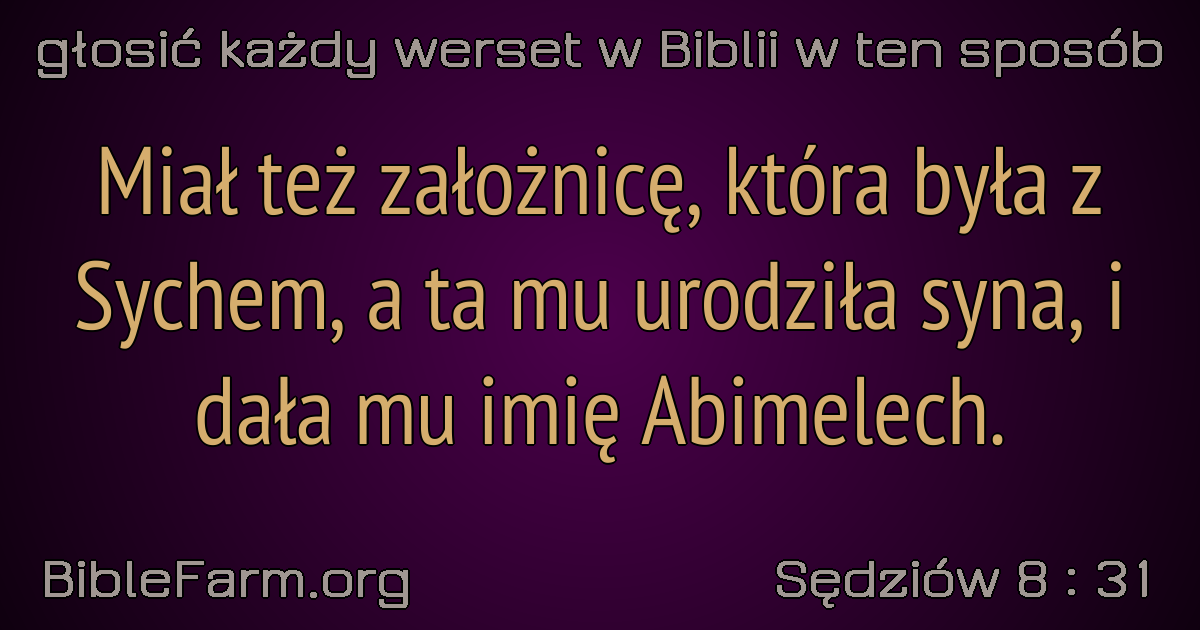 głosić każdy werset w Biblii w ten sposób
Miał też założnicę, która była z
Sychem, a ta mu urodziła syna, i
dała mu imię Abimelech.
BibleFarm.org
Sędziów 8 : 31